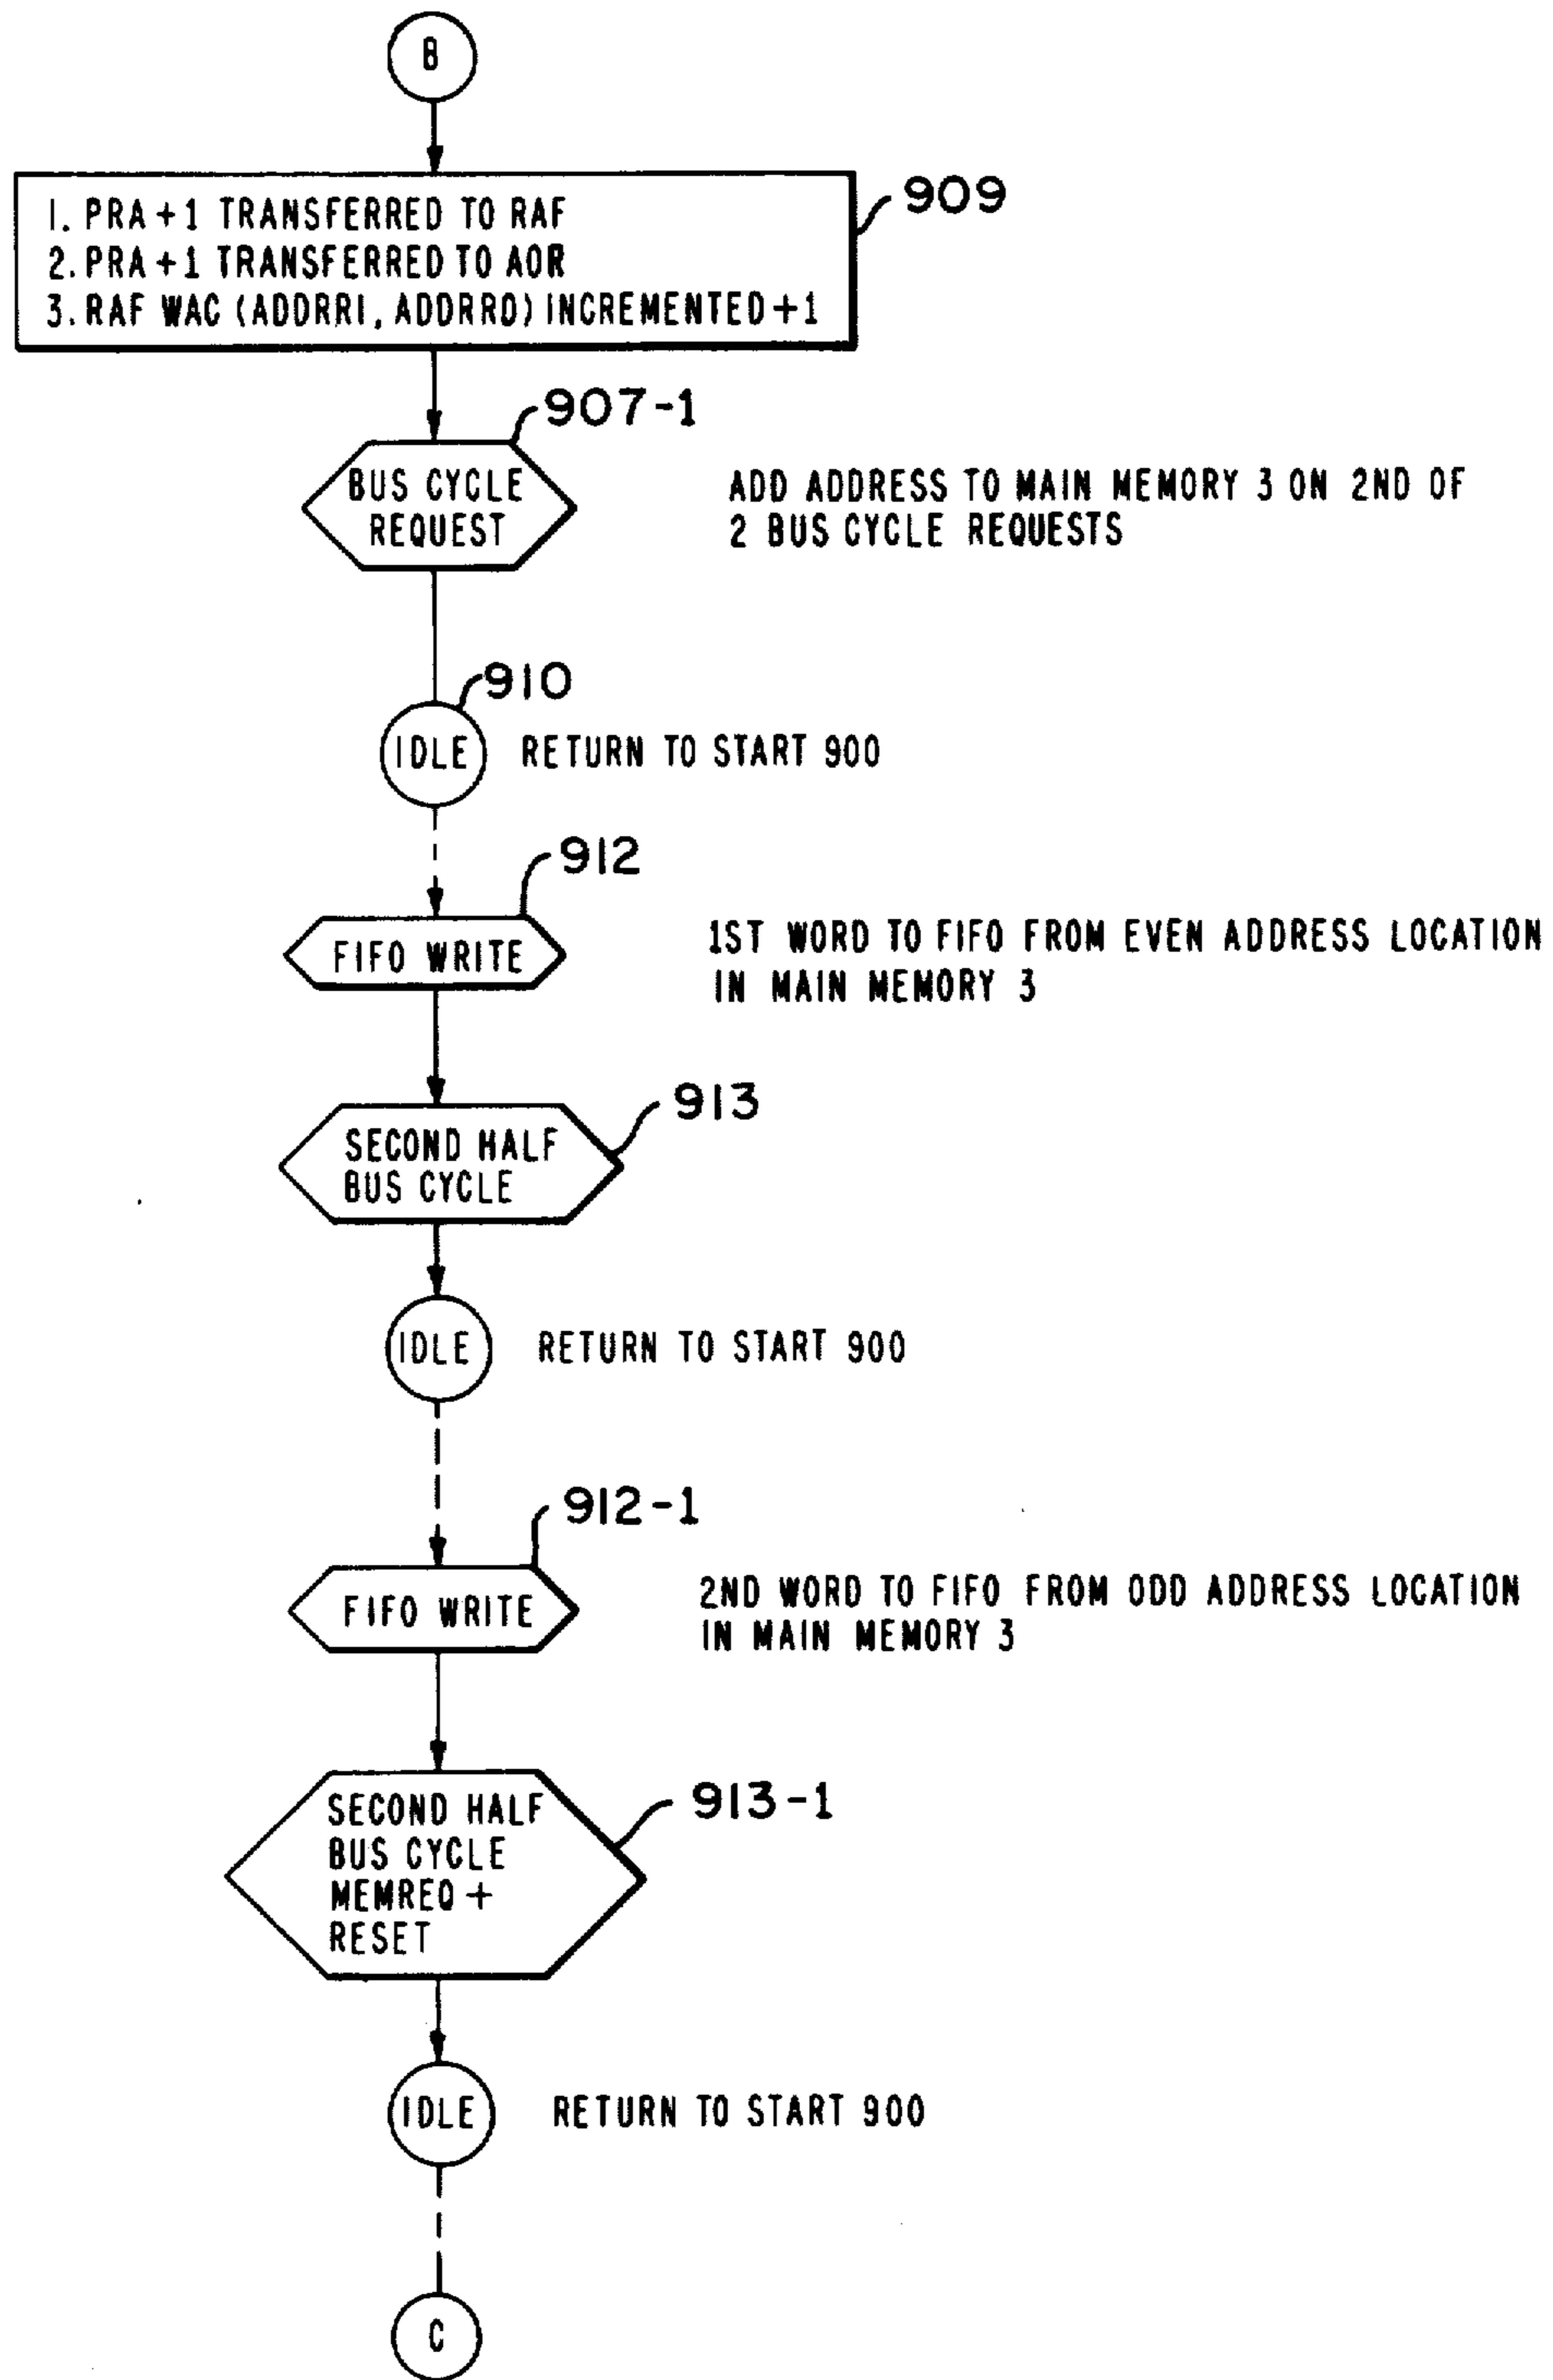 B
1. PRA +1 TRANSFERRED TO RAF
2. PRA +1 TRANSFERRED TO AOR
3. RAF WAC (ADDRR1, ADDRR0) INCREMENTED +1
909
907-1
BUS CYCLE
REQUEST
ADD ADDRESS TO MAIN MEMORY 3 ON 2ND OF
2 BUS CYCLE REQUESTS
910
IDLE
RETURN TO START 900
912
FIFO WRITE
1ST WORD TO FIFO FROM EVEN ADDRESS LOCATION
IN MAIN MEMORY 3
913
SECOND HALF
BUS CYCLE
IDLE
RETURN TO START 900
912-1
FIFO WRITE
2ND WORD TO FIFO FROM ODD ADDRESS LOCATION
IN MAIN MEMORY 3
913-1
SECOND HALF
BUS CYCLE
MEMREQ +
RESET
IDLE
RETURN TO START 900
C